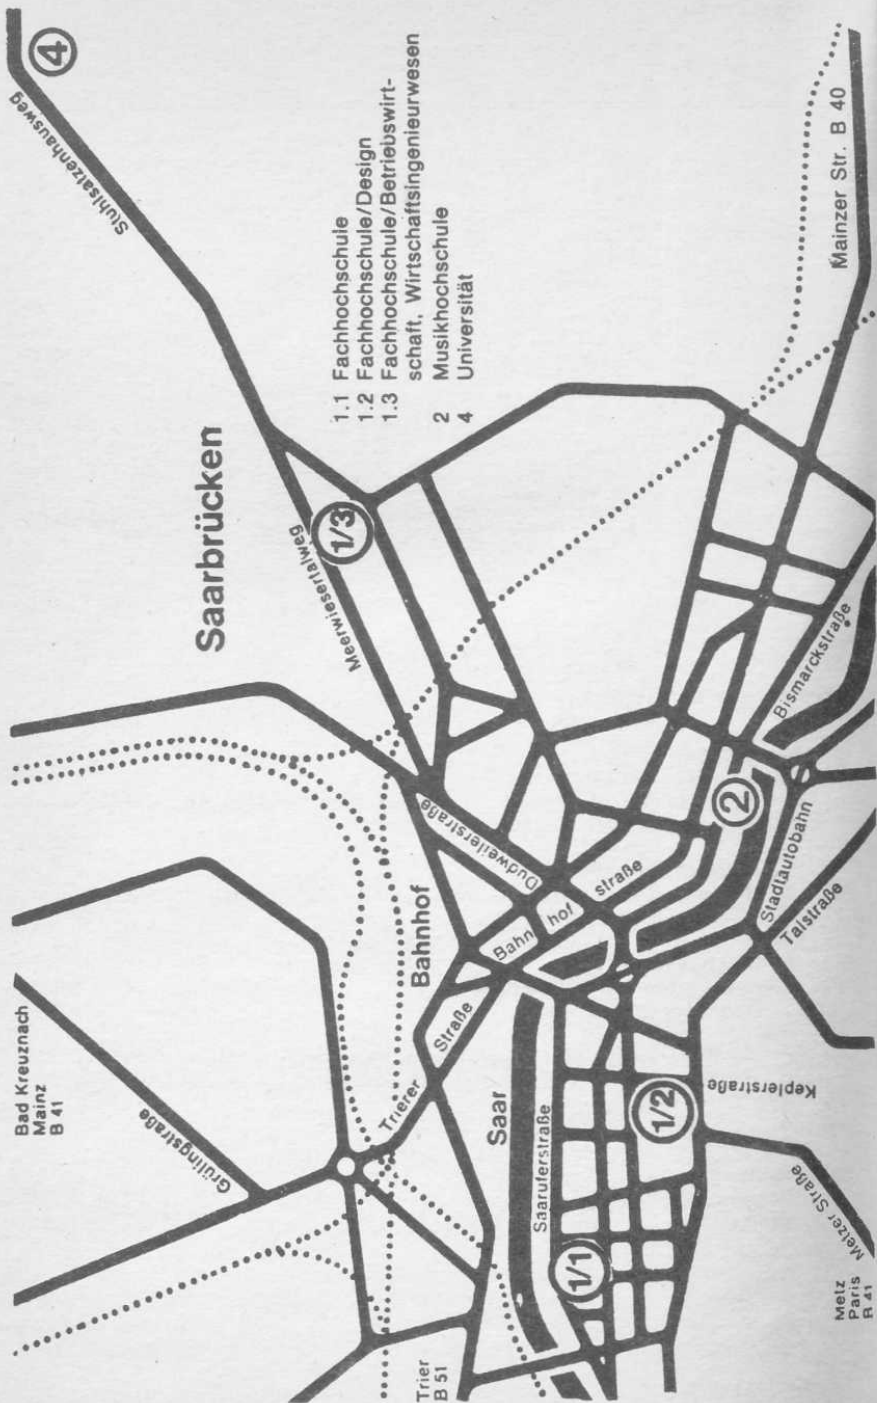 Saarbrücken
1.1 Fachhochschule
1.2 Fachhochschule/Design
1.3 Fachhochschule/Betriebswirt-
schaft, Wirtschaftsingenieurwesen
2 Musikhochschule
4 Universität
Bad Kreuznach
Mainz
B 41
Grülingstraße
Stuhlsatzenhausweg
4
Meerwiesertalweg
1/3
Bahnhof
Dudweilerstraße
Trierer
Straße
Bahn
hof
straße
Trier
B 51
Saar
Saaruferstraße
1/1
1/2
2
Stadtautobahn
Bismarckstraße
Mainzer Str. B 40
Talstraße
Keplerstraße
Metzer Straße
Metz
Paris
B 41